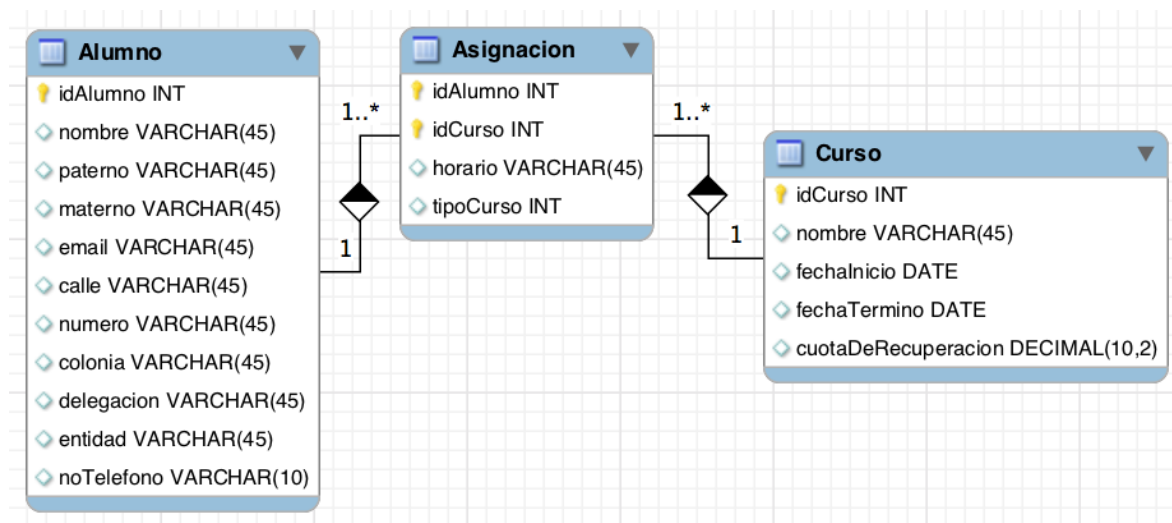 Alumno
idAlumno INT
nombre VARCHAR(45)
paterno VARCHAR(45)
materno VARCHAR(45)
email VARCHAR(45)
calle VARCHAR(45)
numero VARCHAR(45)
colonia VARCHAR(45)
delegacion VARCHAR(45)
entidad VARCHAR(45)
noTelefono VARCHAR(10)
1..*
1
Asignacion
idAlumno INT
idCurso INT
horario VARCHAR(45)
tipoCurso INT
1..*
1
Curso
idCurso INT
nombre VARCHAR(45)
fechaInicio DATE
fechaTermino DATE
cuotaDeRecuperacion DECIMAL(10,2)